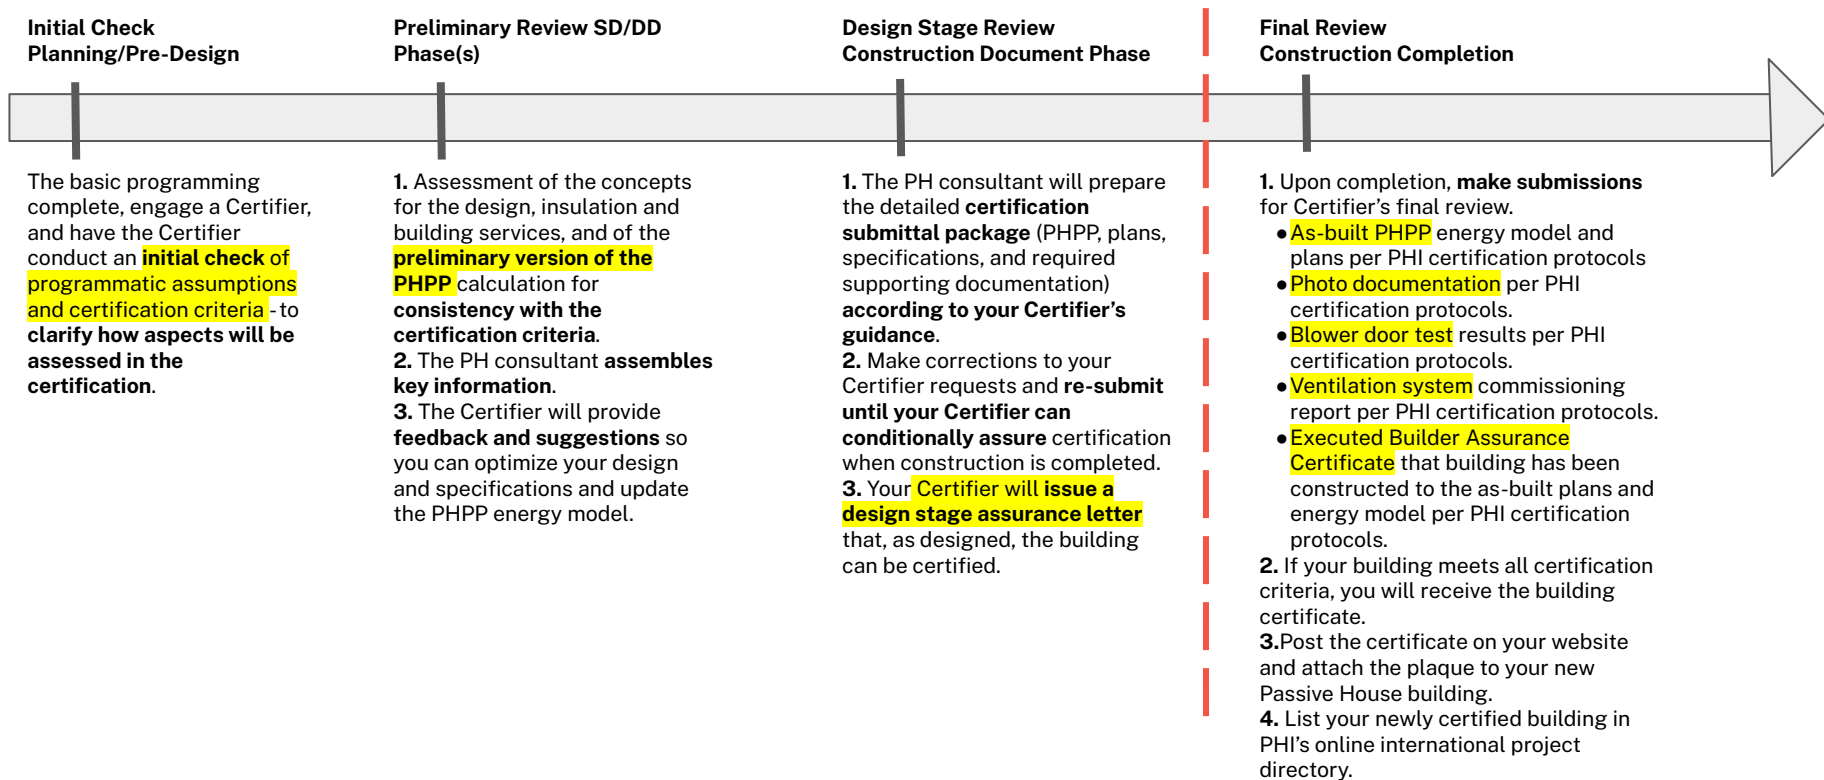 Initial Check
Planning/Pre-Design
The basic programming
complete, engage a Certifier,
and have the Certifier
conduct an initial check of
programmatic assumptions
and certification criteria - to
clarify how aspects will be
assessed in the
certification.
Preliminary Review SD/DD
Phase(s)
1. Assessment of the concepts
for the design, insulation and
building services, and of the
preliminary version of the
PHPP calculation for
consistency with the
certification criteria.
2. The PH consultant assembles
key information.
3. The Certifier will provide
feedback and suggestions so
you can optimize your design
and specifications and update
the PHPP energy model.
Design Stage Review
Construction Document Phase
1. The PH consultant will prepare
the detailed certification
submittal package (PHPP, plans,
specifications, and required
supporting documentation)
according to your Certifier's
guidance.
2. Make corrections to your
Certifier requests and re-submit
until your Certifier can
conditionally assure certification
when construction is completed.
3. Your Certifier will issue a
design stage assurance letter
that, as designed, the building
can be certified.
Final Review
Construction Completion
1. Upon completion, make submissions
for Certifier's final review.
● As-built PHPP energy model and
plans per PHI certification protocols
● Photo documentation per PHI
certification protocols.
● Blower door test results per PHI
certification protocols.
● Ventilation system commissioning
report per PHI certification protocols.
● Executed Builder Assurance
Certificate that building has been
constructed to the as-built plans and
energy model per PHI certification
protocols.
2. If your building meets all certification
criteria, you will receive the building
certificate.
3.Post the certificate on your website
and attach the plaque to your new
Passive House building.
4. List your newly certified building in
PHI's online international project
directory.